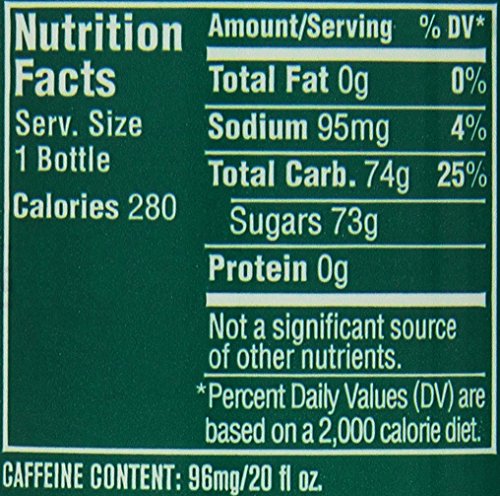 Nutrition
Facts
Serv. Size
1 Bottle
Calories 280
Amount/Serving % DV*
Total Fat 0g 0%
Sodium 95mg 4%
Total Carb. 74g 25%
Sugars 73g
Protein 0g
Not a significant source
of other nutrients.
*Percent Daily Values (DV) are
based on a 2,000 calorie diet.
CAFFEINE CONTENT: 96mg/20 fl oz.